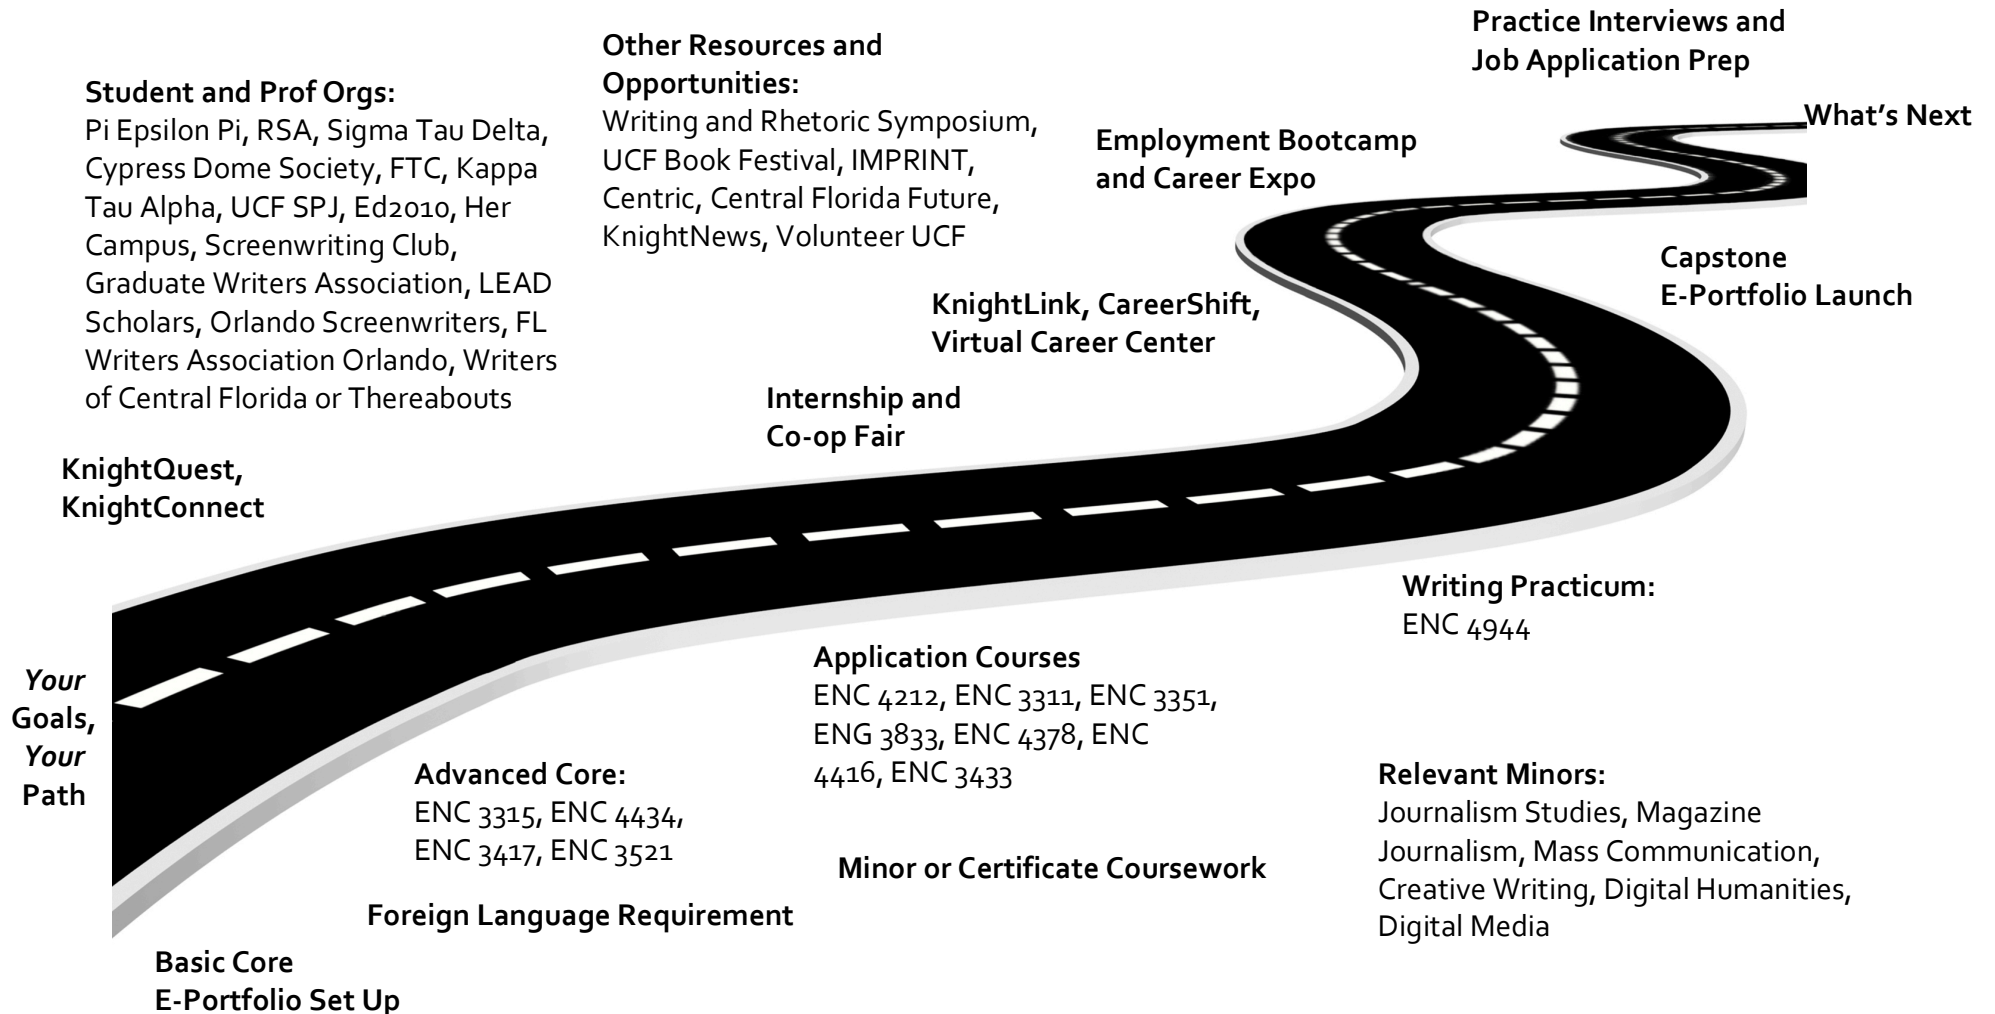 Student and Prof Orgs:
Pi Epsilon Pi, RSA, Sigma Tau Delta,
Cypress Dome Society, FTC, Kappa
Tau Alpha, UCF SPJ, Ed2010, Her
Campus, Screenwriting Club,
Graduate Writers Association, LEAD
Scholars, Orlando Screenwriters, FL
Writers Association Orlando, Writers
of Central Florida or Thereabouts
Other Resources and
Opportunities:
Writing and Rhetoric Symposium,
UCF Book Festival, IMPRINT,
Centric, Central Florida Future,
KnightNews, Volunteer UCF
Practice Interviews and
Job Application Prep
What's Next
Employment Bootcamp
and Career Expo
Capstone
E-Portfolio Launch
KnightLink, CareerShift,
Virtual Career Center
Internship and
Co-op Fair
KnightQuest,
KnightConnect
Your
Goals,
Your
Path
Writing Practicum:
ENC 4944
Application Courses
ENC 4212, ENC 3311, ENC 3351,
ENG 3833, ENC 4378, ENC
4416, ENC 3433
Advanced Core:
ENC 3315, ENC 4434,
ENC 3417, ENC 3521
Relevant Minors:
Journalism Studies, Magazine
Journalism, Mass Communication,
Creative Writing, Digital Humanities,
Digital Media
Minor or Certificate Coursework
Foreign Language Requirement
Basic Core
E-Portfolio Set Up